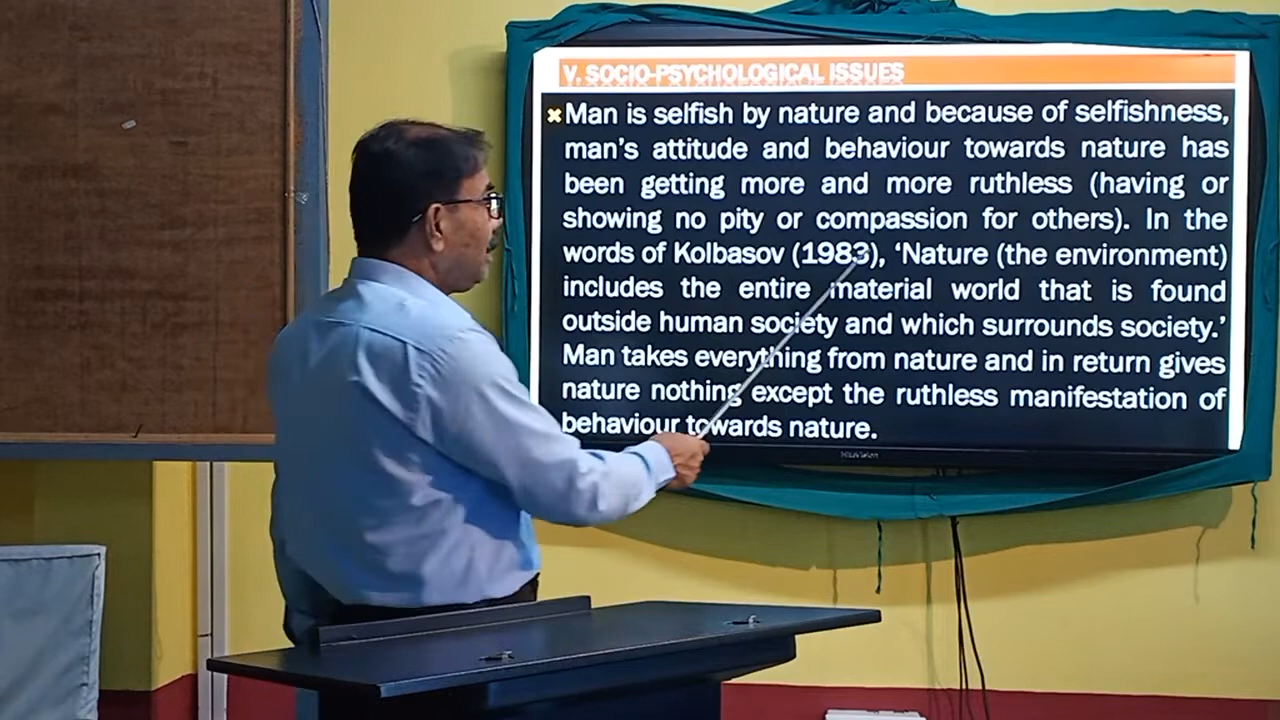 V. SOCIO-PSYCHOLOGICAL ISSUES
Man is selfish by nature and because of selfishness,
man's attitude and behaviour towards nature has
been getting more and more ruthless (having or
showing no pity or compassion for others). In the
words of Kolbasov (1983), 'Nature (the environment)
includes the entire material world that is found
outside human society and which surrounds society.'
Man takes everything from nature and in return gives
nature nothing except the ruthless manifestation of
behaviour towards nature.